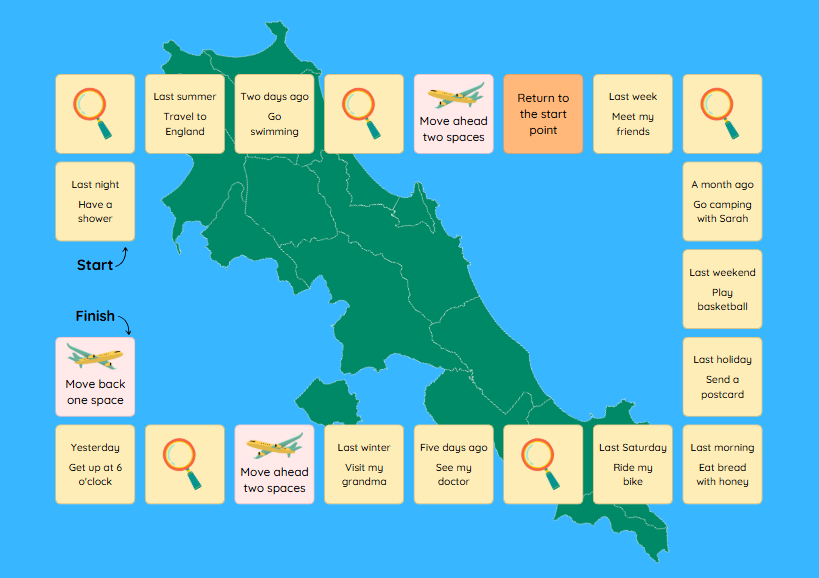 Last summer
Travel to
England
Two days ago
Go
swimming
Move ahead
two spaces
Return to
the start
point
Last week
Meet my
friends
Last night
Have a
shower
A month ago
Go camping
with Sarah
Start
Last weekend
Play
basketball
Finish
Move back
one space
Last holiday
Send a
postcard
Yesterday
Get up at 6
o'clock
Move ahead
two spaces
Last winter
Visit my
grandma
Five days ago
See my
doctor
Last Saturday
Ride my
bike
Last morning
Eat bread
with honey